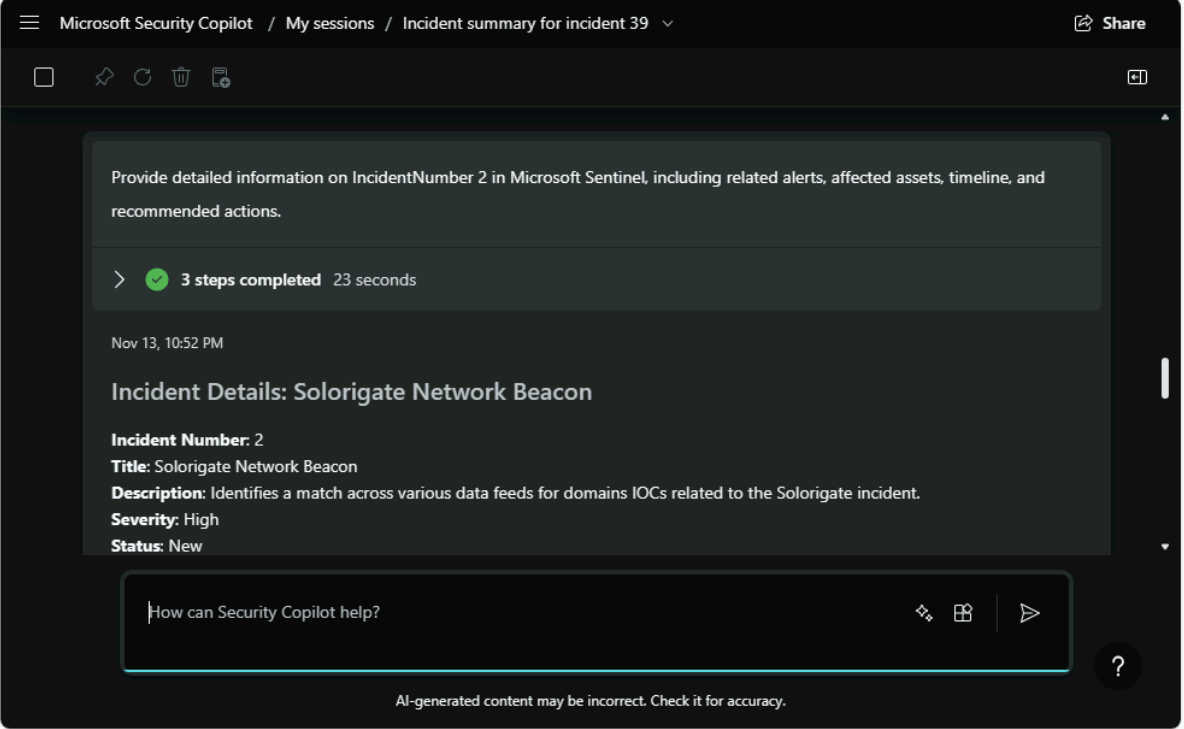 Microsoft Security Copilot / My sessions / Incident summary for incident 39
Share
Provide detailed information on IncidentNumber 2 in Microsoft Sentinel, including related alerts, affected assets, timeline, and
recommended actions.
3 steps completed 23 seconds
Nov 13, 10:52 PM
Incident Details: Solorigate Network Beacon
Incident Number: 2
Title: Solorigate Network Beacon
Description: Identifies a match across various data feeds for domains IOCs related to the Solorigate incident.
Severity: High
Status: New
How can Security Copilot help?
?
AI-generated content may be incorrect. Check it for accuracy.